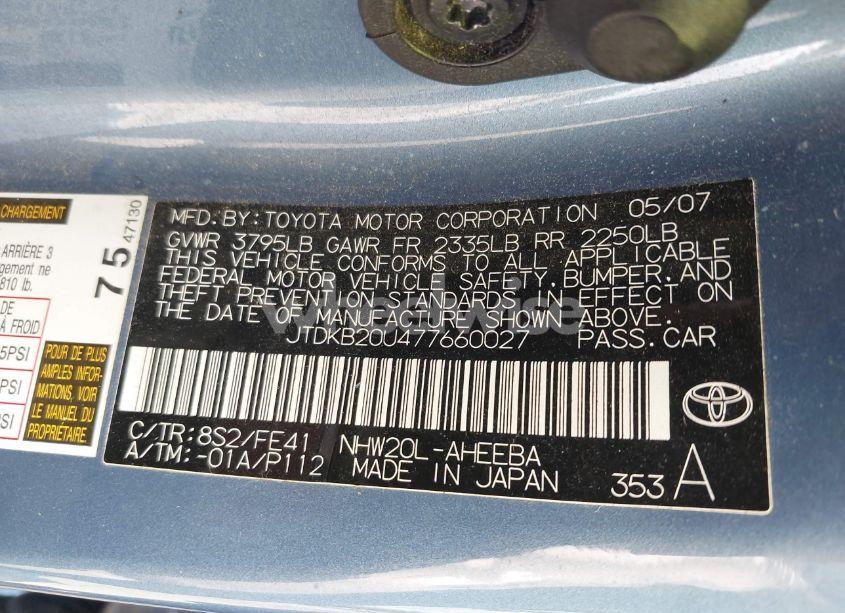 CHARGEMENT
ARRIÈRE 3
gement ne
810 lb.
DE
À FROID
5PSI
PSI
SI
75
47130
POUR DE PLUS
AMPLES INFOR-
MATIONS, VOIR
LE MANUEL DU
PROPRIÉTAIRE.
MFD. BY: TOYOTA MOTOR CORPORATION 05/07
GVWR 3795LB GAWR FR 2335LB RR 2250LB
THIS VEHICLE CONFORMS TO ALL APPLICABLE
FEDERAL MOTOR VEHICLE SAFETY, BUMPER, AND
THEFT PREVENTION STANDARDS IN EFFECT ON
THE DATE OF MANUFACTURE SHOWN ABOVE.
JTDKB20U477660027 PASS. CAR
C/TR: 8S2/FE41 NHW20L-AHEEBA
A/TM: -01A/P112 MADE IN JAPAN 353 A